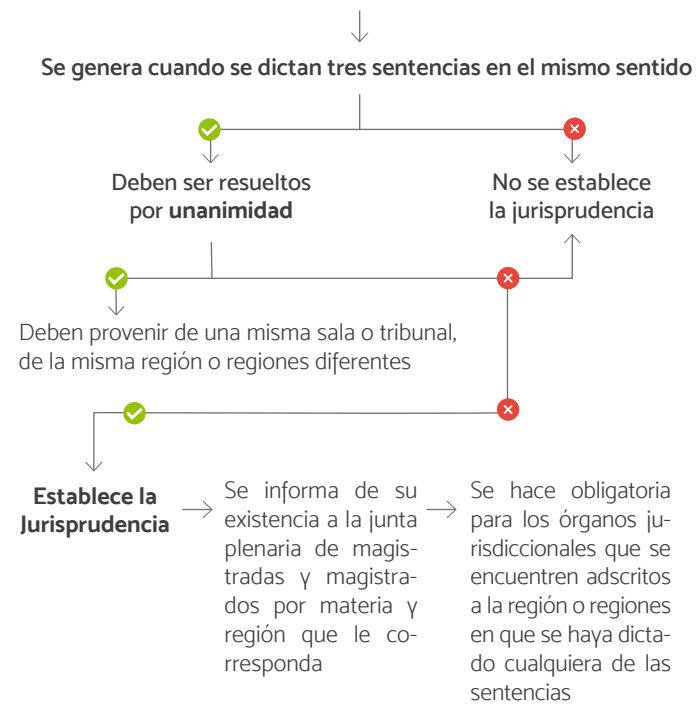 Se genera cuando se dictan tres sentencias en el mismo sentido
Deben ser resueltos
por unanimidad
No se establece
la jurisprudencia
Deben provenir de una misma sala o tribunal,
de la misma región o regiones diferentes
Establece la
Jurisprudencia
Se informa de su
existencia a la junta
plenaria de magis-
tradas y magistra-
dos por materia y
región que le co-
rresponda
Se hace obligatoria
para los órganos ju-
risdiccionales que se
encuentren adscritos
a la región o regiones
en que se haya dicta-
do cualquiera de las
sentencias